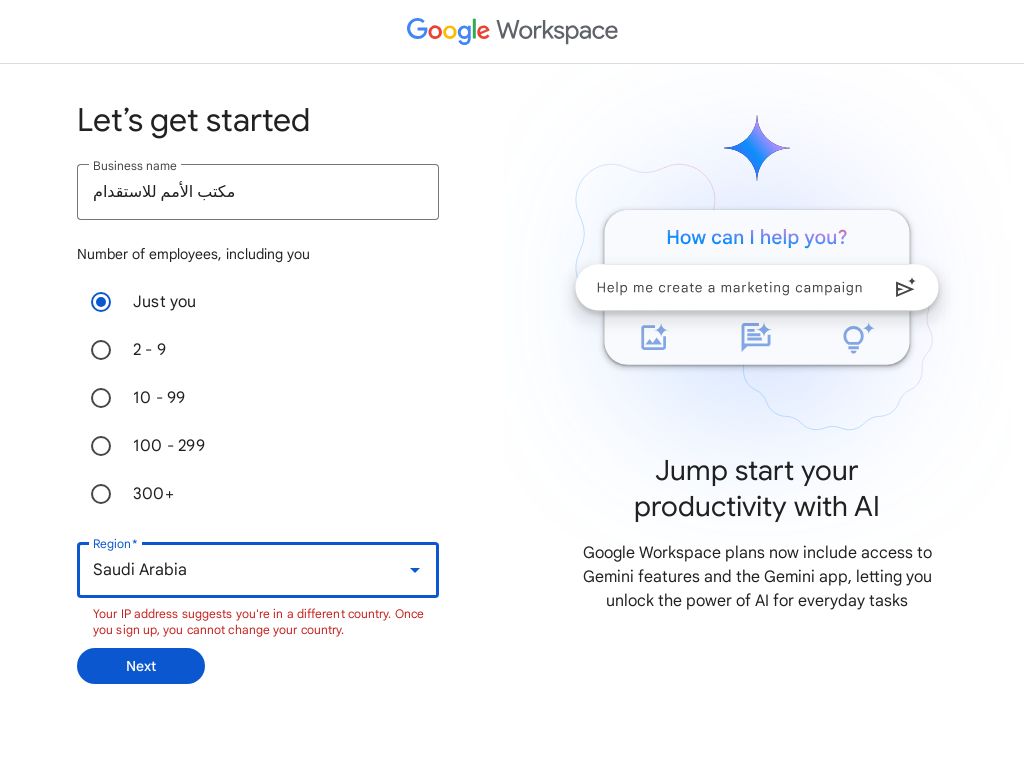 Google Workspace
Let's get started
Business name
مكتب الأمم للاستقدام
Number of employees, including you
Just you
2 - 9
10 - 99
100 - 299
300+
Region*
Saudi Arabia
Your IP address suggests you're in a different country. Once
you sign up, you cannot change your country.
Next
How can I help you?
Help me create a marketing campaign
Jump start your
productivity with AI
Google Workspace plans now include access to
Gemini features and the Gemini app, letting you
unlock the power of AI for everyday tasks